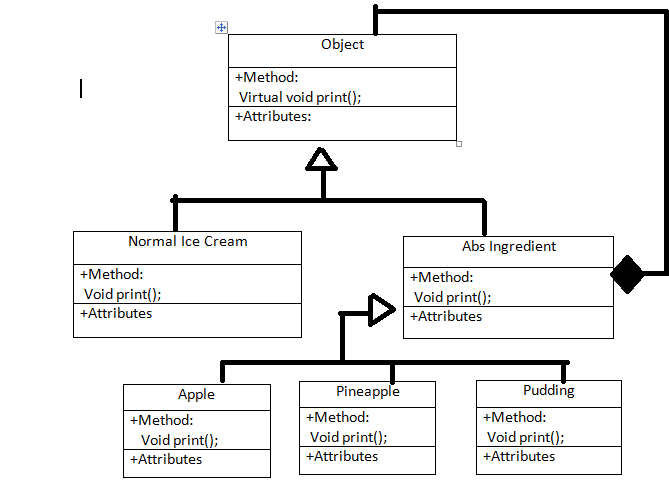 Object
+Method:
Virtual void print();
+Attributes:
Normal Ice Cream
+Method:
Void print();
+Attributes
Abs Ingredient
+Method:
Void print();
+Attributes
Apple
+Method:
Void print();
+Attributes
Pineapple
+Method:
Void print();
+Attributes
Pudding
+Method:
Void print();
+Attributes